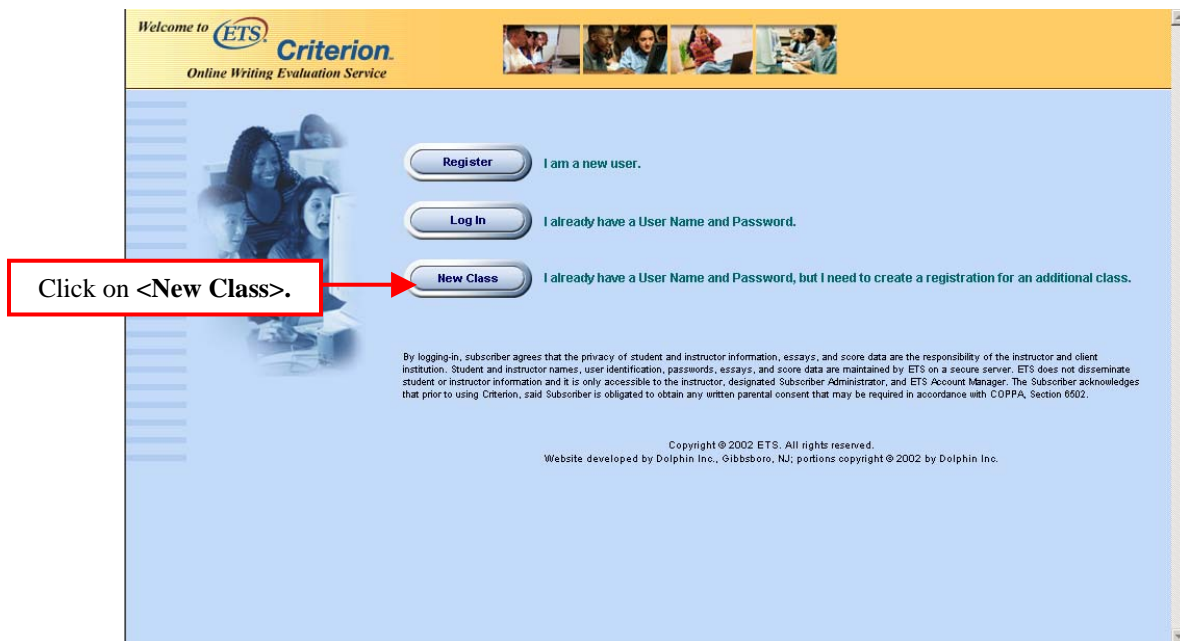 Welcome to ETS®
Criterion™
Online Writing Evaluation Service
Register I am a new user.
Log In I already have a User Name and Password.
New Class I already have a User Name and Password, but I need to create a registration for an additional class.
Click on <New Class>.
By logging-in, subscriber agrees that the privacy of student and instructor information, essays, and score data are the responsibility of the instructor and client
institution. Student and instructor names, user identification, passwords, essays, and score data are maintained by ETS on a secure server. ETS does not disseminate
student or instructor information and it is only accessible to the instructor, designated Subscriber Administrator, and ETS Account Manager. The Subscriber acknowledges
that prior to using Criterion, said Subscriber is obligated to obtain any written parental consent that may be required in accordance with COPPA, Section 6502.
Copyright © 2002 ETS. All rights reserved.
Website developed by Dolphin Inc., Gibbsboro, NJ; portions copyright © 2002 by Dolphin Inc.